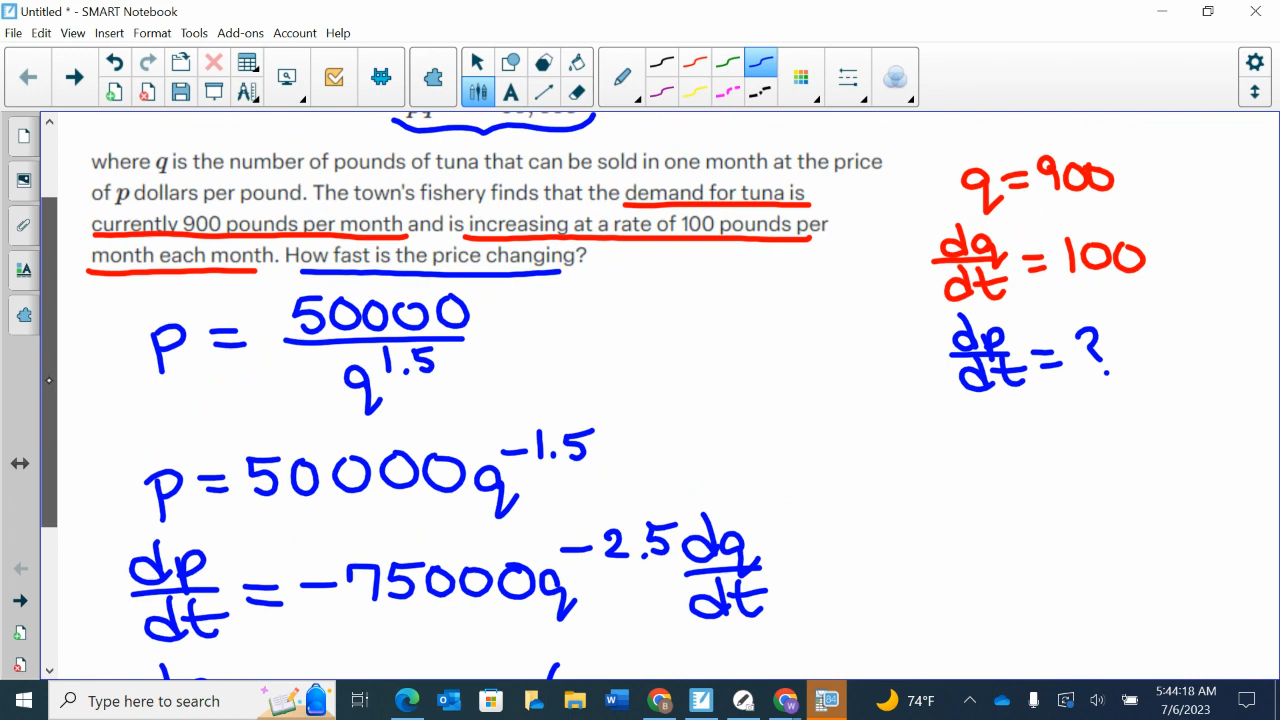 Untitled * - SMART Notebook
File Edit View Insert Format Tools Add-ons Account Help
where q is the number of pounds of tuna that can be sold in one month at the price
of p dollars per pound. The town's fishery finds that the demand for tuna is
currently 900 pounds per month and is increasing at a rate of 100 pounds per
month each month. How fast is the price changing?
q = 900
dq/dt = 100
dp/dt = ?
p = 50000/q^1.5
p = 50000q^-1.5
dp/dt = -75000q^-2.5 dq/dt
Type here to search
74°F
5:44:18 AM
7/6/2023